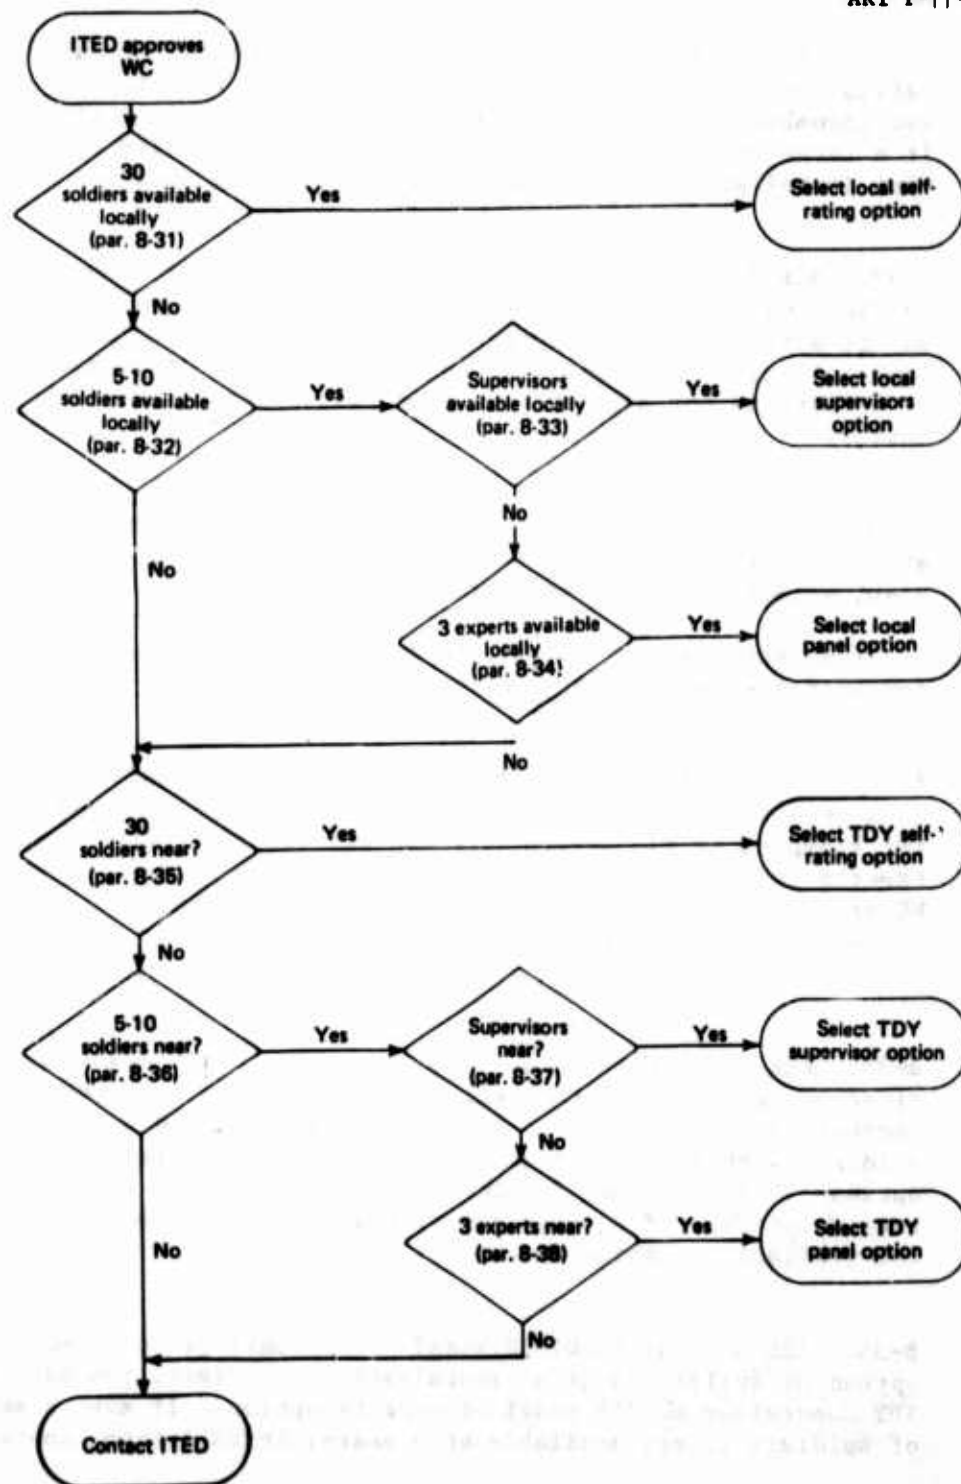 ITED approves
WC
30
soldiers available
locally
(par. 8-31)
Yes
Select local self-
rating option
No
5-10
soldiers available
locally
(par. 8-32)
Yes
Supervisors
available locally
(par. 8-33)
Yes
Select local
supervisors
option
No
No
3 experts available
locally
(par. 8-34)
Yes
Select local
panel option
No
30
soldiers near?
(par. 8-35)
Yes
Select TDY self-
rating option
No
5-10
soldiers near?
(par. 8-36)
Yes
Supervisors
near?
(par. 8-37)
Yes
Select TDY
supervisor option
No
No
3 experts near?
(par. 8-38)
Yes
Select TDY
panel option
No
Contact ITED